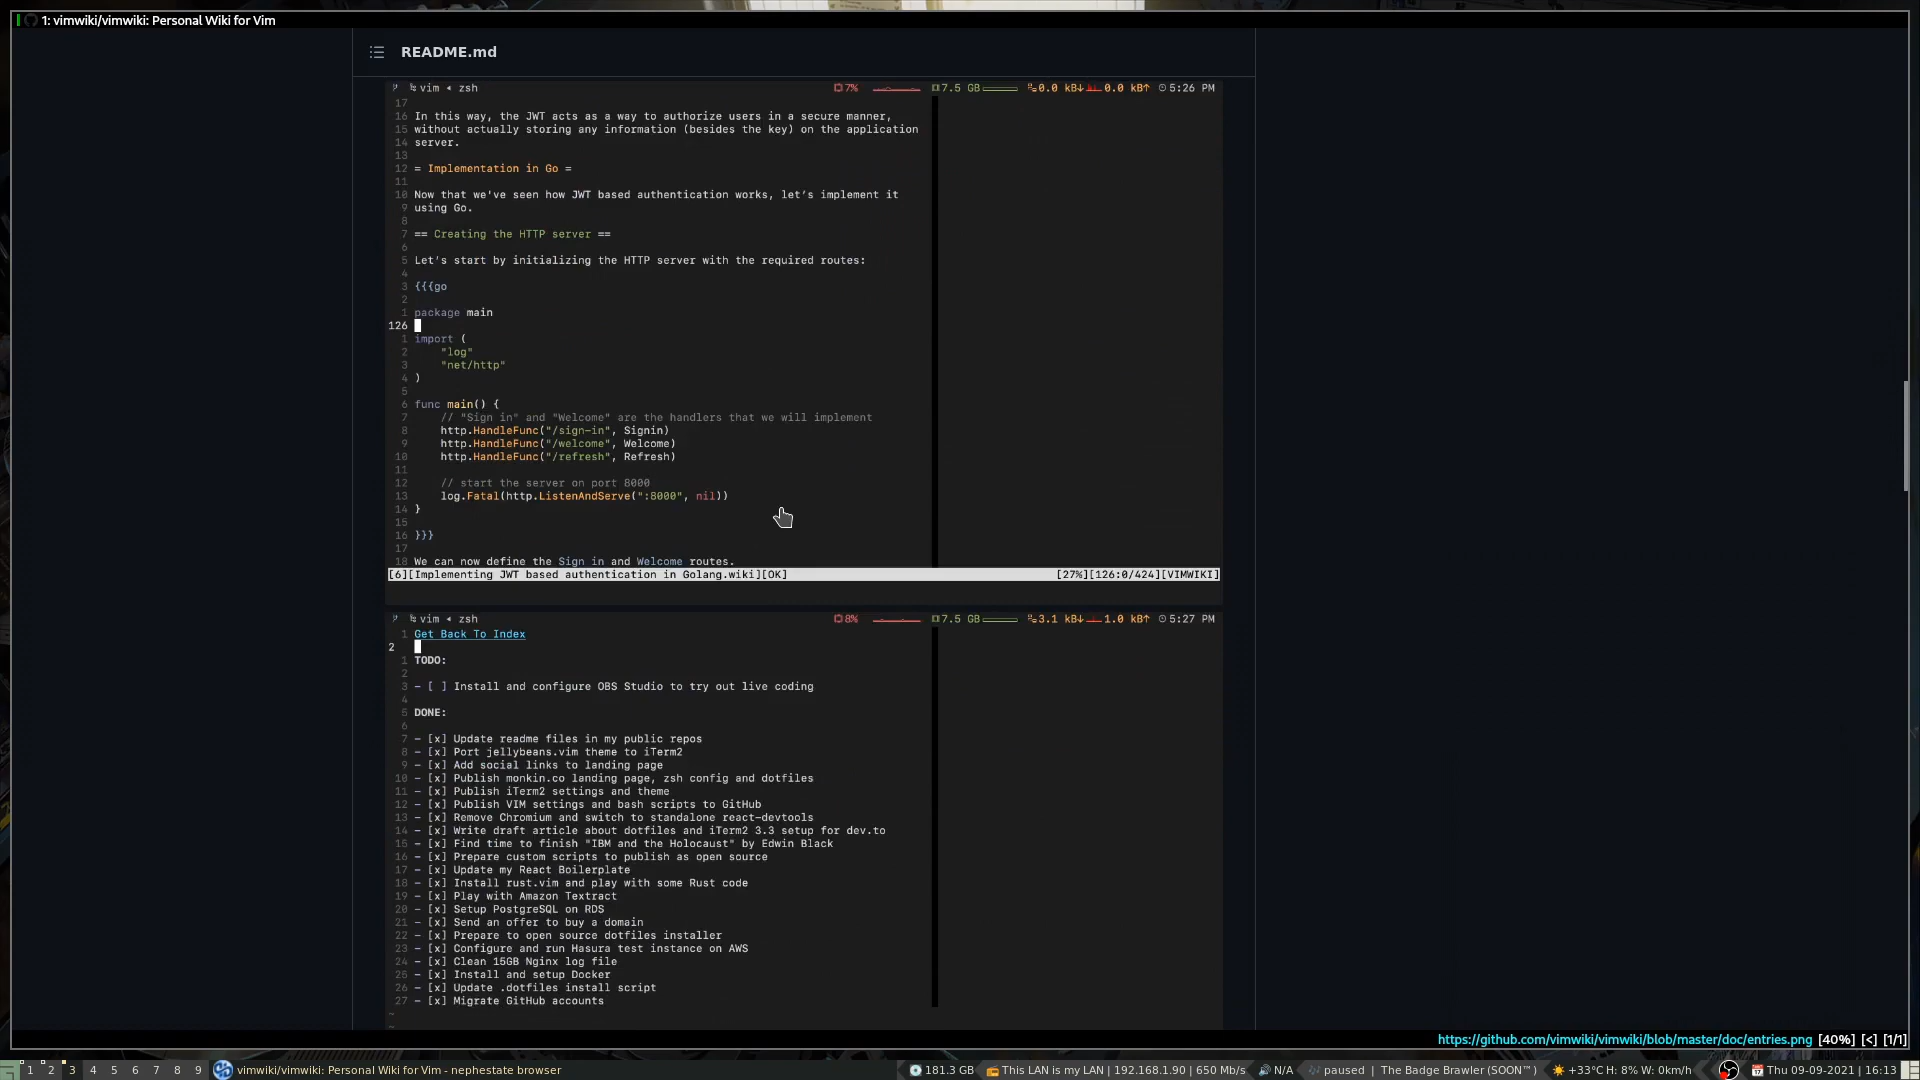 1: vimwiki/vimwiki: Personal Wiki for Vim
README.md
vim ◂ zsh 7% 7.5 GB 0.0 kB↓ 0.0 kB↑ 5:26 PM
17
16 In this way, the JWT acts as a way to authorize users in a secure manner,
15 without actually storing any information (besides the key) on the application
14 server.
13
12 = Implementation in Go =
11
10 Now that we've seen how JWT based authentication works, let's implement it
9 using Go.
8
7 == Creating the HTTP server ==
6
5 Let's start by initializing the HTTP server with the required routes:
4
3 {{{go
2
1 package main
126
1 import (
2 "log"
3 "net/http"
4 )
5
6 func main() {
7 // "Sign in" and "Welcome" are the handlers that we will implement
8 http.HandleFunc("/sign-in", Signin)
9 http.HandleFunc("/welcome", Welcome)
10 http.HandleFunc("/refresh", Refresh)
11
12 // start the server on port 8000
13 log.Fatal(http.ListenAndServe(":8000", nil))
14 }
15
16 }}}
17
18 We can now define the Sign in and Welcome routes.
[6][Implementing JWT based authentication in Golang.wiki][OK] [27%][126:0/424][VIMWIKI]
vim ◂ zsh 8% 7.5 GB 3.1 kB↓ 1.0 kB↑ 5:27 PM
1 Get Back To Index
2
1 TODO:
2
3 - [ ] Install and configure OBS Studio to try out live coding
4
5 DONE:
6
7 - [x] Update readme files in my public repos
8 - [x] Port jellybeans.vim theme to iTerm2
9 - [x] Add social links to landing page
10 - [x] Publish monkin.co landing page, zsh config and dotfiles
11 - [x] Publish iTerm2 settings and theme
12 - [x] Publish VIM settings and bash scripts to GitHub
13 - [x] Remove Chromium and switch to standalone react-devtools
14 - [x] Write draft article about dotfiles and iTerm2 3.3 setup for dev.to
15 - [x] Find time to finish "IBM and the Holocaust" by Edwin Black
16 - [x] Prepare custom scripts to publish as open source
17 - [x] Update my React Boilerplate
18 - [x] Install rust.vim and play with some Rust code
19 - [x] Play with Amazon Textract
20 - [x] Setup PostgreSQL on RDS
21 - [x] Send an offer to buy a domain
22 - [x] Prepare to open source dotfiles installer
23 - [x] Configure and run Hasura test instance on AWS
24 - [x] Clean 15GB Nginx log file
25 - [x] Install and setup Docker
26 - [x] Update .dotfiles install script
27 - [x] Migrate GitHub accounts
~
~
https://github.com/vimwiki/vimwiki/blob/master/doc/entries.png [40%] [<] [1/1]
1 2 3 4 5 6 7 8 9 vimwiki/vimwiki: Personal Wiki for Vim - nephestate browser 181.3 GB This LAN is my LAN | 192.168.1.90 | 650 Mb/s N/A paused | The Badge Brawler (SOON™) +33°C H: 8% W: 0km/h Thu 09-09-2021 | 16:13